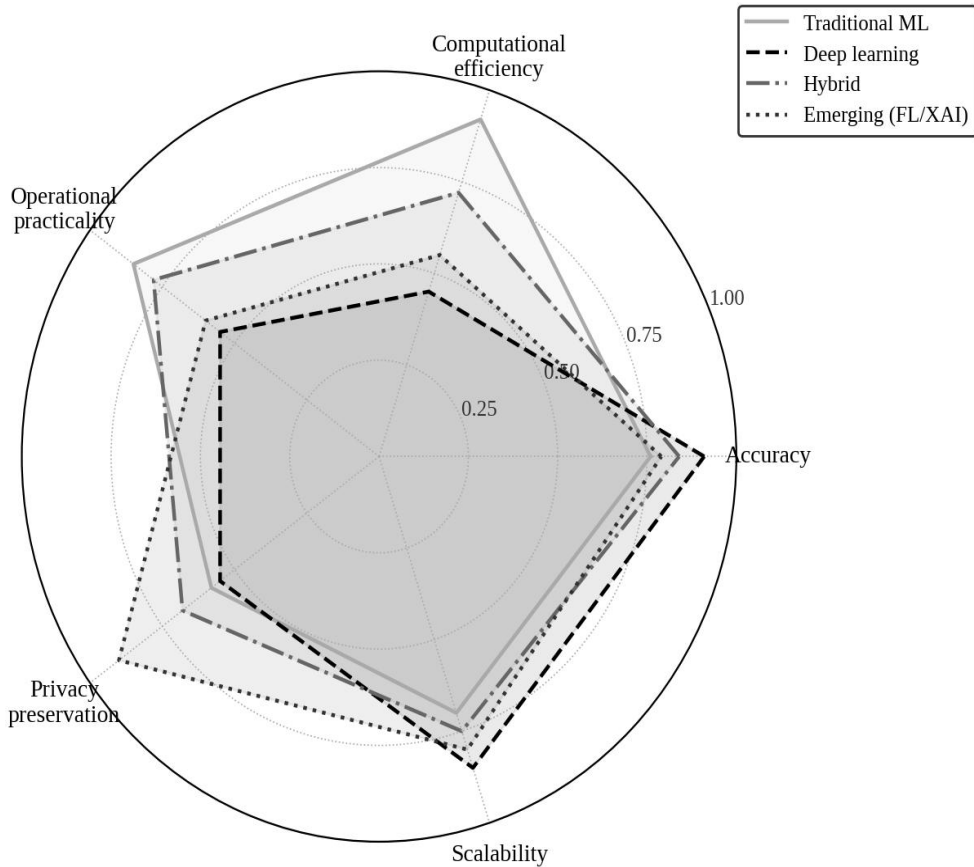 Traditional ML
Deep learning
Hybrid
Emerging (FL/XAI)
Computational
efficiency
Operational
practicality
1.00
0.75
0.50
0.25
Accuracy
Privacy
preservation
Scalability